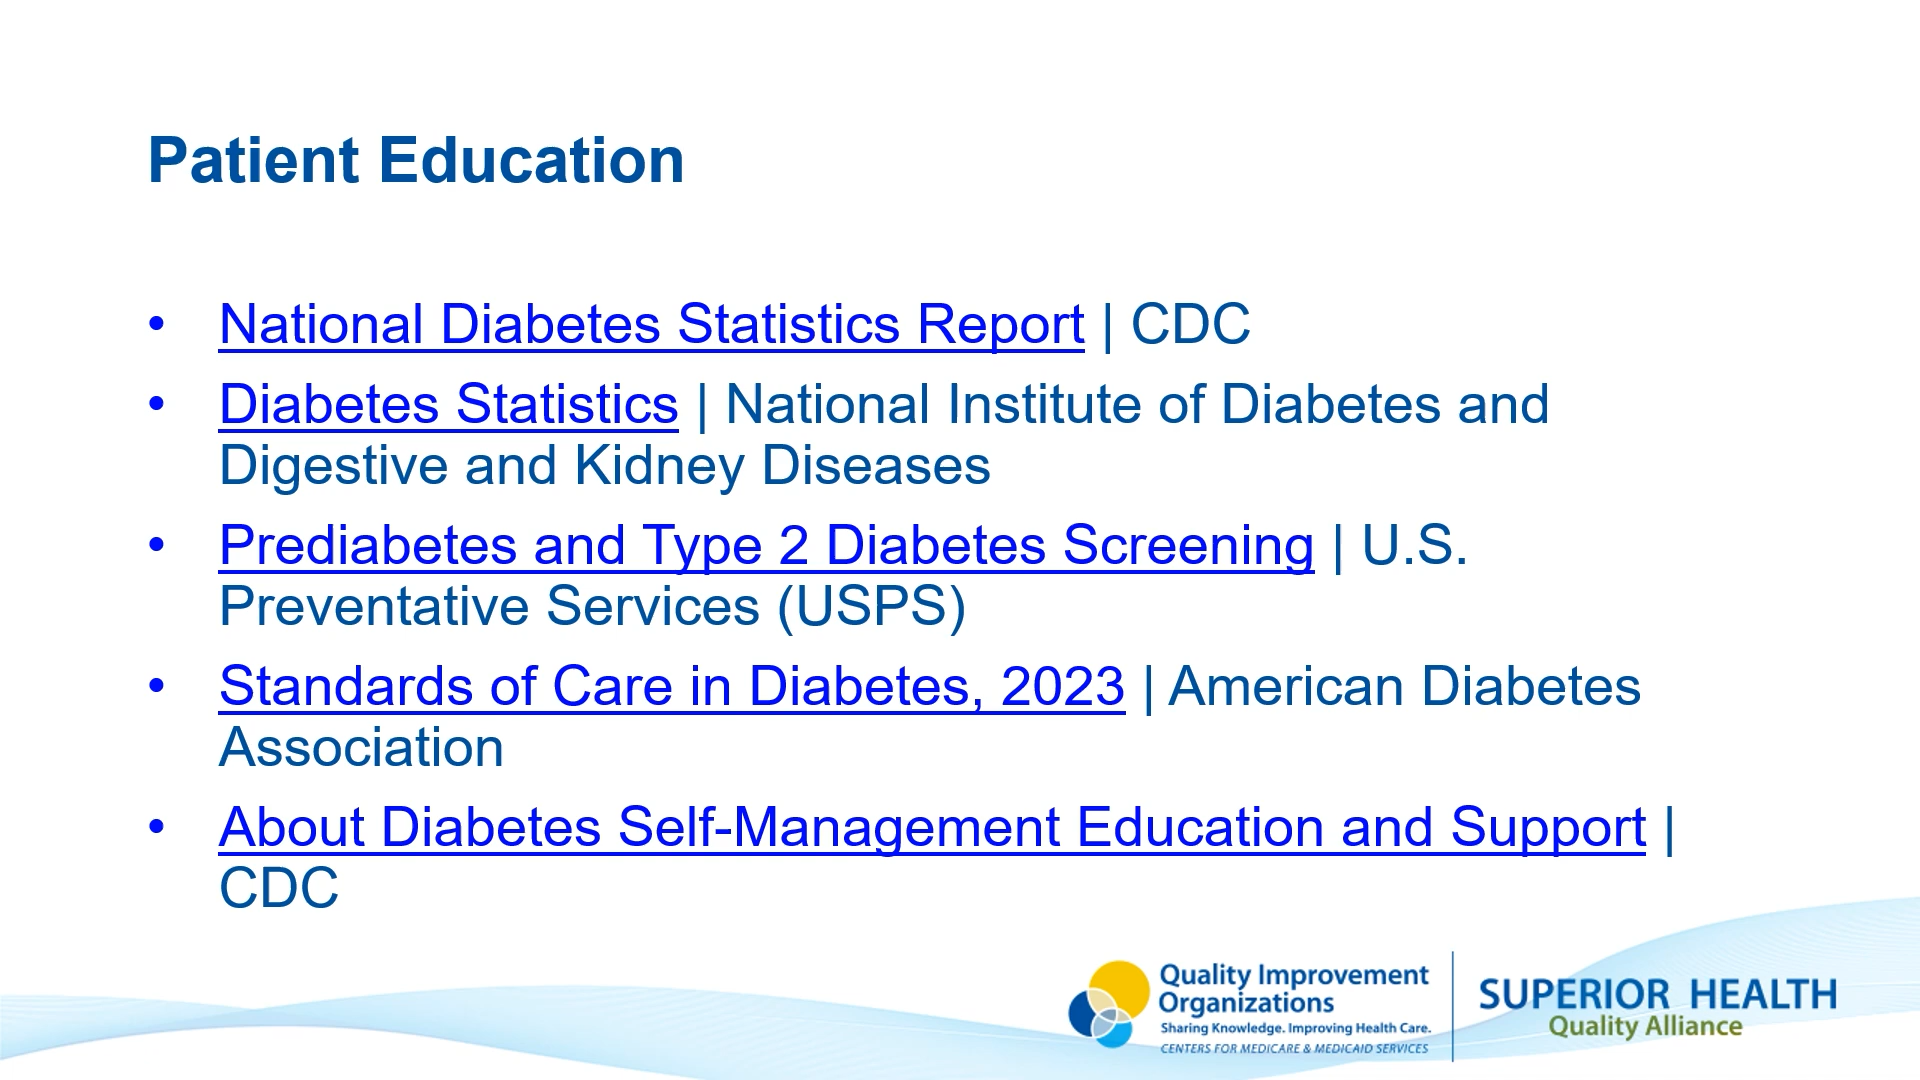 Patient Education
• National Diabetes Statistics Report | CDC
• Diabetes Statistics | National Institute of Diabetes and
Digestive and Kidney Diseases
• Prediabetes and Type 2 Diabetes Screening | U.S.
Preventative Services (USPS)
• Standards of Care in Diabetes, 2023 | American Diabetes
Association
• About Diabetes Self-Management Education and Support |
CDC
Quality Improvement
Organizations
Sharing Knowledge. Improving Health Care.
CENTERS FOR MEDICARE & MEDICAID SERVICES
SUPERIOR HEALTH
Quality Alliance